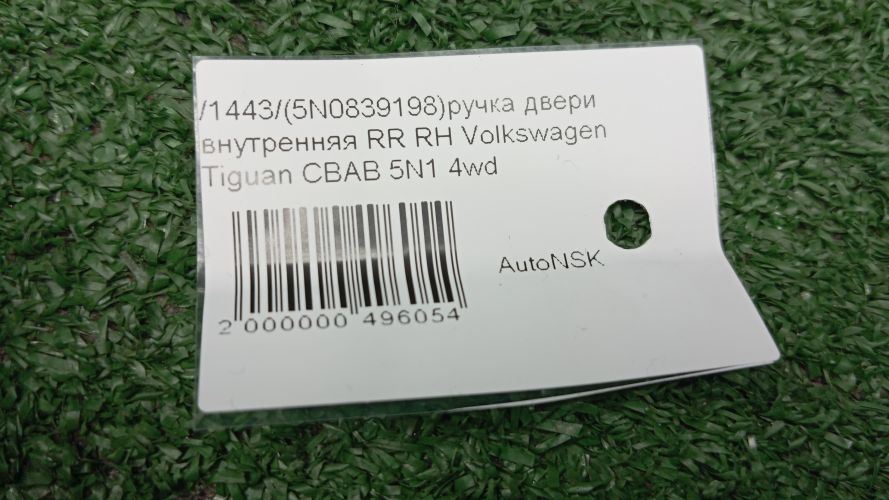 /1443/(5N0839198)ручка двери
внутренняя RR RH Volkswagen
Tiguan CBAB 5N1 4wd
AutoNSK
2 000000 496054